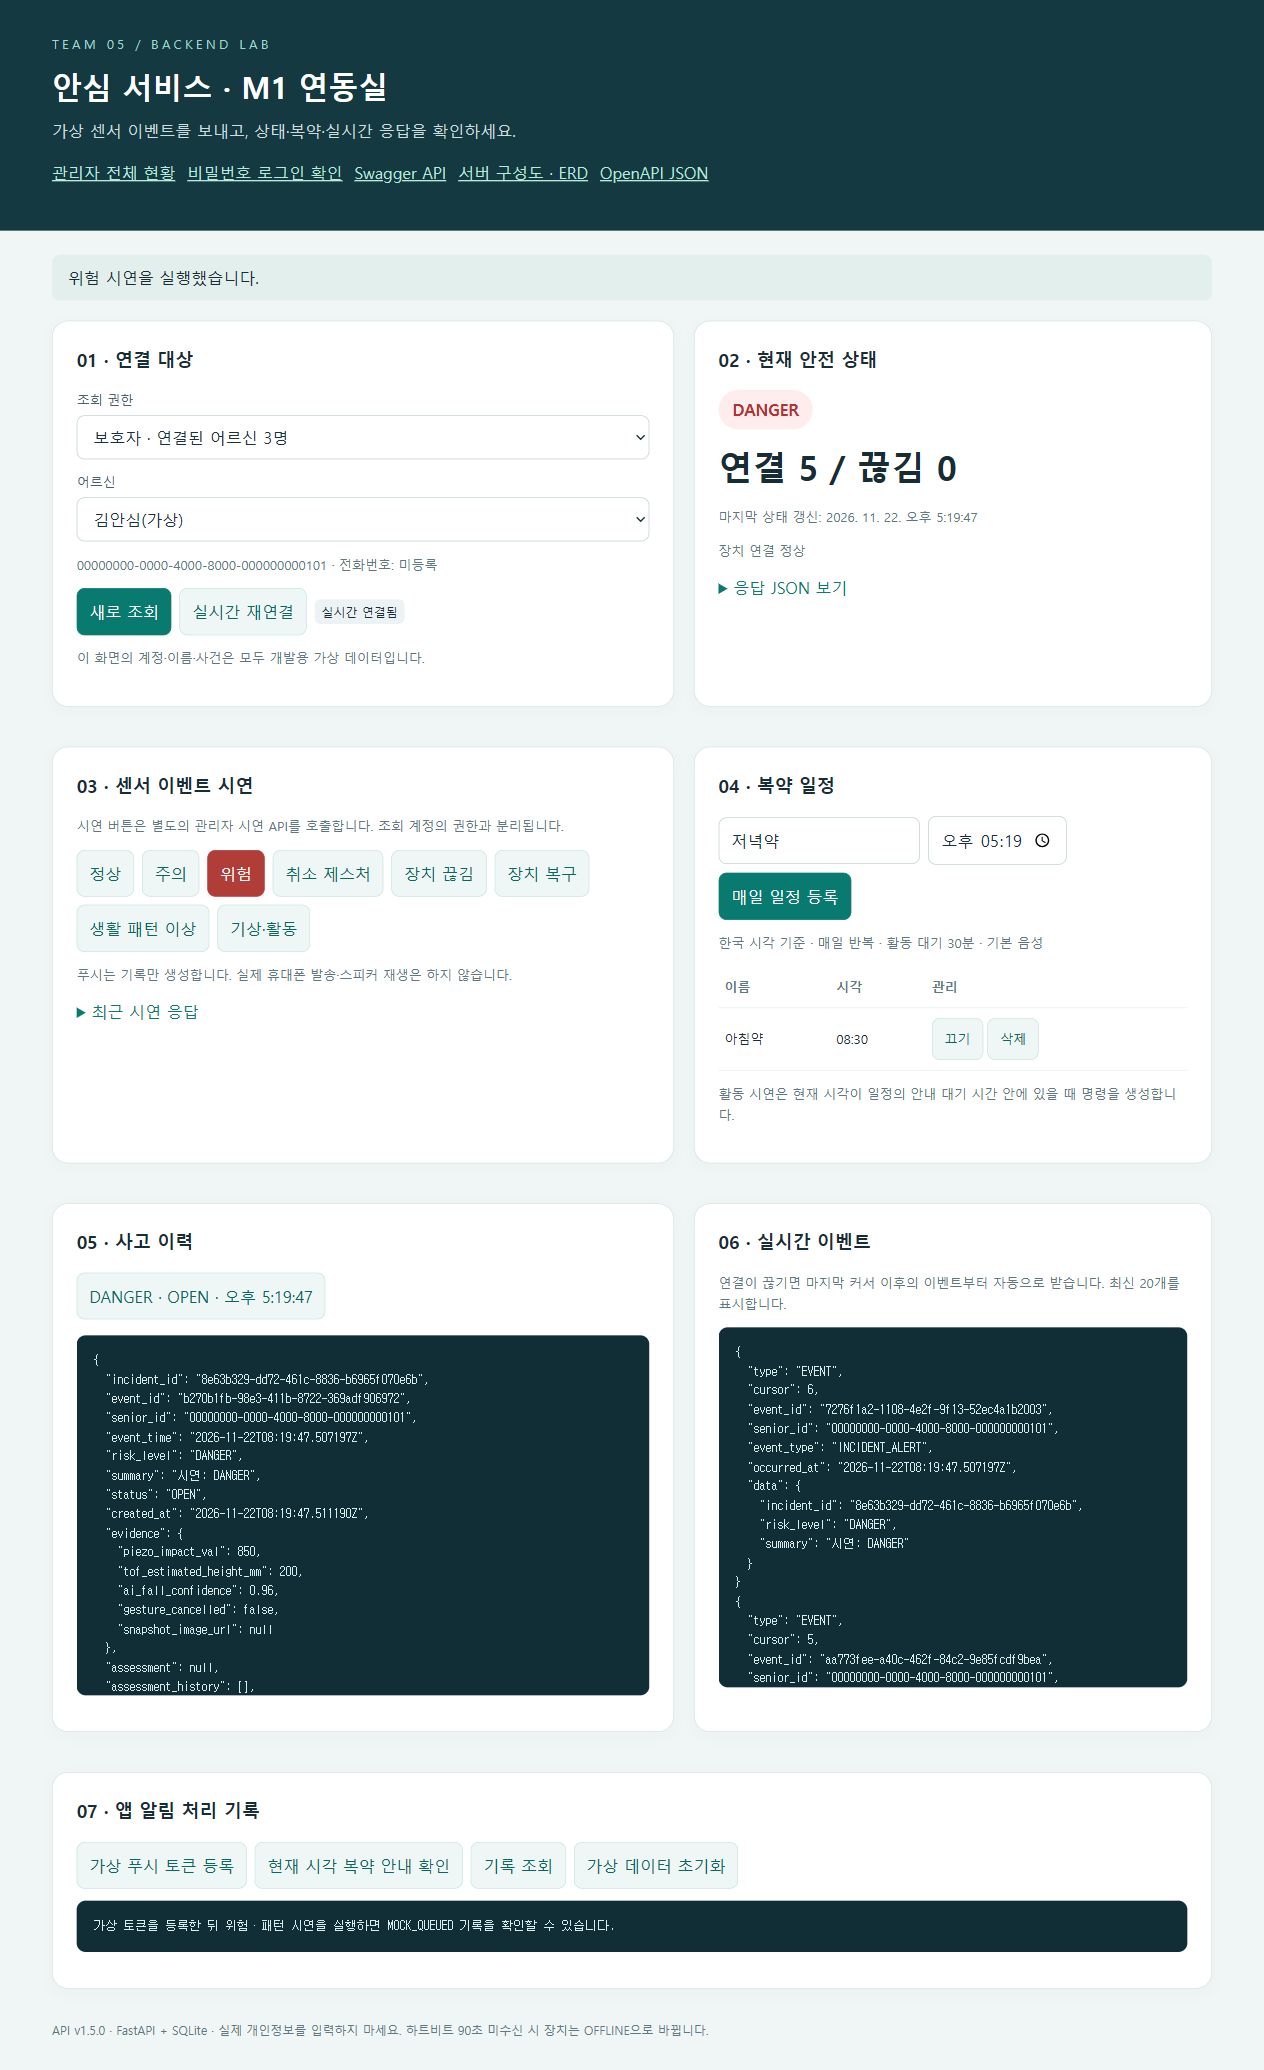 TEAM 05 / BACKEND LAB
안심 서비스 · M1 연동실
가상 센서 이벤트를 보내고, 상태·복약·실시간 응답을 확인하세요.
관리자 전체 현황 비밀번호 로그인 확인 Swagger API 서버 구성도 · ERD OpenAPI JSON
위험 시연을 실행했습니다.
01 · 연결 대상
조회 권한
보호자 · 연결된 어르신 3명
어르신
김안심(가상)
00000000-0000-4000-8000-000000000101 · 전화번호: 미등록
새로 조회 실시간 재연결 실시간 연결됨
이 화면의 계정·이름·사건은 모두 개발용 가상 데이터입니다.
02 · 현재 안전 상태
DANGER
연결 5 / 끊김 0
마지막 상태 갱신: 2026. 11. 22. 오후 5:19:47
장치 연결 정상
▶ 응답 JSON 보기
03 · 센서 이벤트 시연
시연 버튼은 별도의 관리자 시연 API를 호출합니다. 조회 계정의 권한과 분리됩니다.
정상 주의 위험 취소 제스처 장치 끊김 장치 복구
생활 패턴 이상 기상·활동
푸시는 기록만 생성합니다. 실제 휴대폰 발송·스피커 재생은 하지 않습니다.
▶ 최근 시연 응답
04 · 복약 일정
저녁약 오후 05:19
매일 일정 등록
한국 시각 기준 · 매일 반복 · 활동 대기 30분 · 기본 음성
이름 시각 관리
아침약 08:30 끄기 삭제
활동 시연은 현재 시각이 일정의 안내 대기 시간 안에 있을 때 명령을 생성합니
다.
05 · 사고 이력
DANGER · OPEN · 오후 5:19:47
{
"incident_id": "8e63b329-dd72-461c-8836-b6965f070e6b",
"event_id": "b270b1fb-98e3-411b-8722-369adf906972",
"senior_id": "00000000-0000-4000-8000-000000000101",
"event_time": "2026-11-22T08:19:47.507197Z",
"risk_level": "DANGER",
"summary": "시연: DANGER",
"status": "OPEN",
"created_at": "2026-11-22T08:19:47.511190Z",
"evidence": {
"piezo_impact_val": 850,
"tof_estimated_height_mm": 200,
"ai_fall_confidence": 0.96,
"gesture_cancelled": false,
"snapshot_image_url": null
},
"assessment": null,
"assessment_history": [],
06 · 실시간 이벤트
연결이 끊기면 마지막 커서 이후의 이벤트부터 자동으로 받습니다. 최신 20개를
표시합니다.
{
"type": "EVENT",
"cursor": 6,
"event_id": "7276f1a2-1108-4e2f-9f13-52ec4a1b2003",
"senior_id": "00000000-0000-4000-8000-000000000101",
"event_type": "INCIDENT_ALERT",
"occurred_at": "2026-11-22T08:19:47.507197Z",
"data": {
"incident_id": "8e63b329-dd72-461c-8836-b6965f070e6b",
"risk_level": "DANGER",
"summary": "시연: DANGER"
}
}
{
"type": "EVENT",
"cursor": 5,
"event_id": "aa773fee-a40c-462f-84c2-9e85fcdf9bea",
"senior_id": "00000000-0000-4000-8000-000000000101",
07 · 앱 알림 처리 기록
가상 푸시 토큰 등록 현재 시각 복약 안내 확인 기록 조회 가상 데이터 초기화
가상 토큰을 등록한 뒤 위험 · 패턴 시연을 실행하면 MOCK_QUEUED 기록을 확인할 수 있습니다.
API v1.5.0 · FastAPI + SQLite · 실제 개인정보를 입력하지 마세요. 하트비트 90초 미수신 시 장치는 OFFLINE으로 바뀝니다.